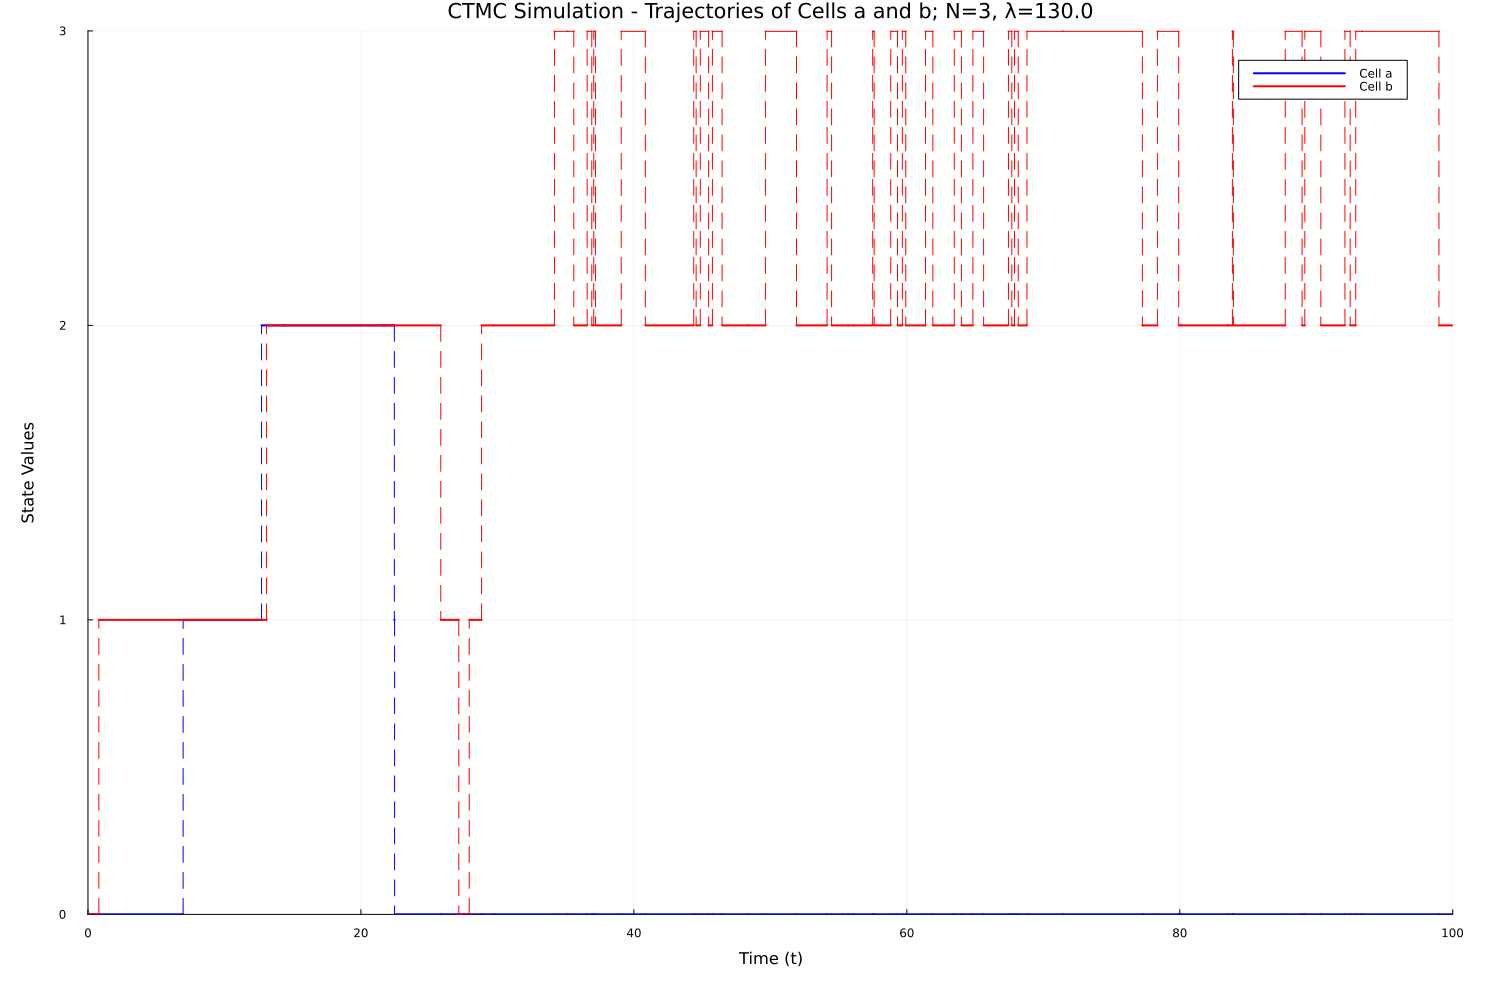 CTMC Simulation - Trajectories of Cells a and b; N=3, λ=130.0
3
Cell a
Cell b
2
State Values
1
0
0 20 40 60 80 100
Time (t)